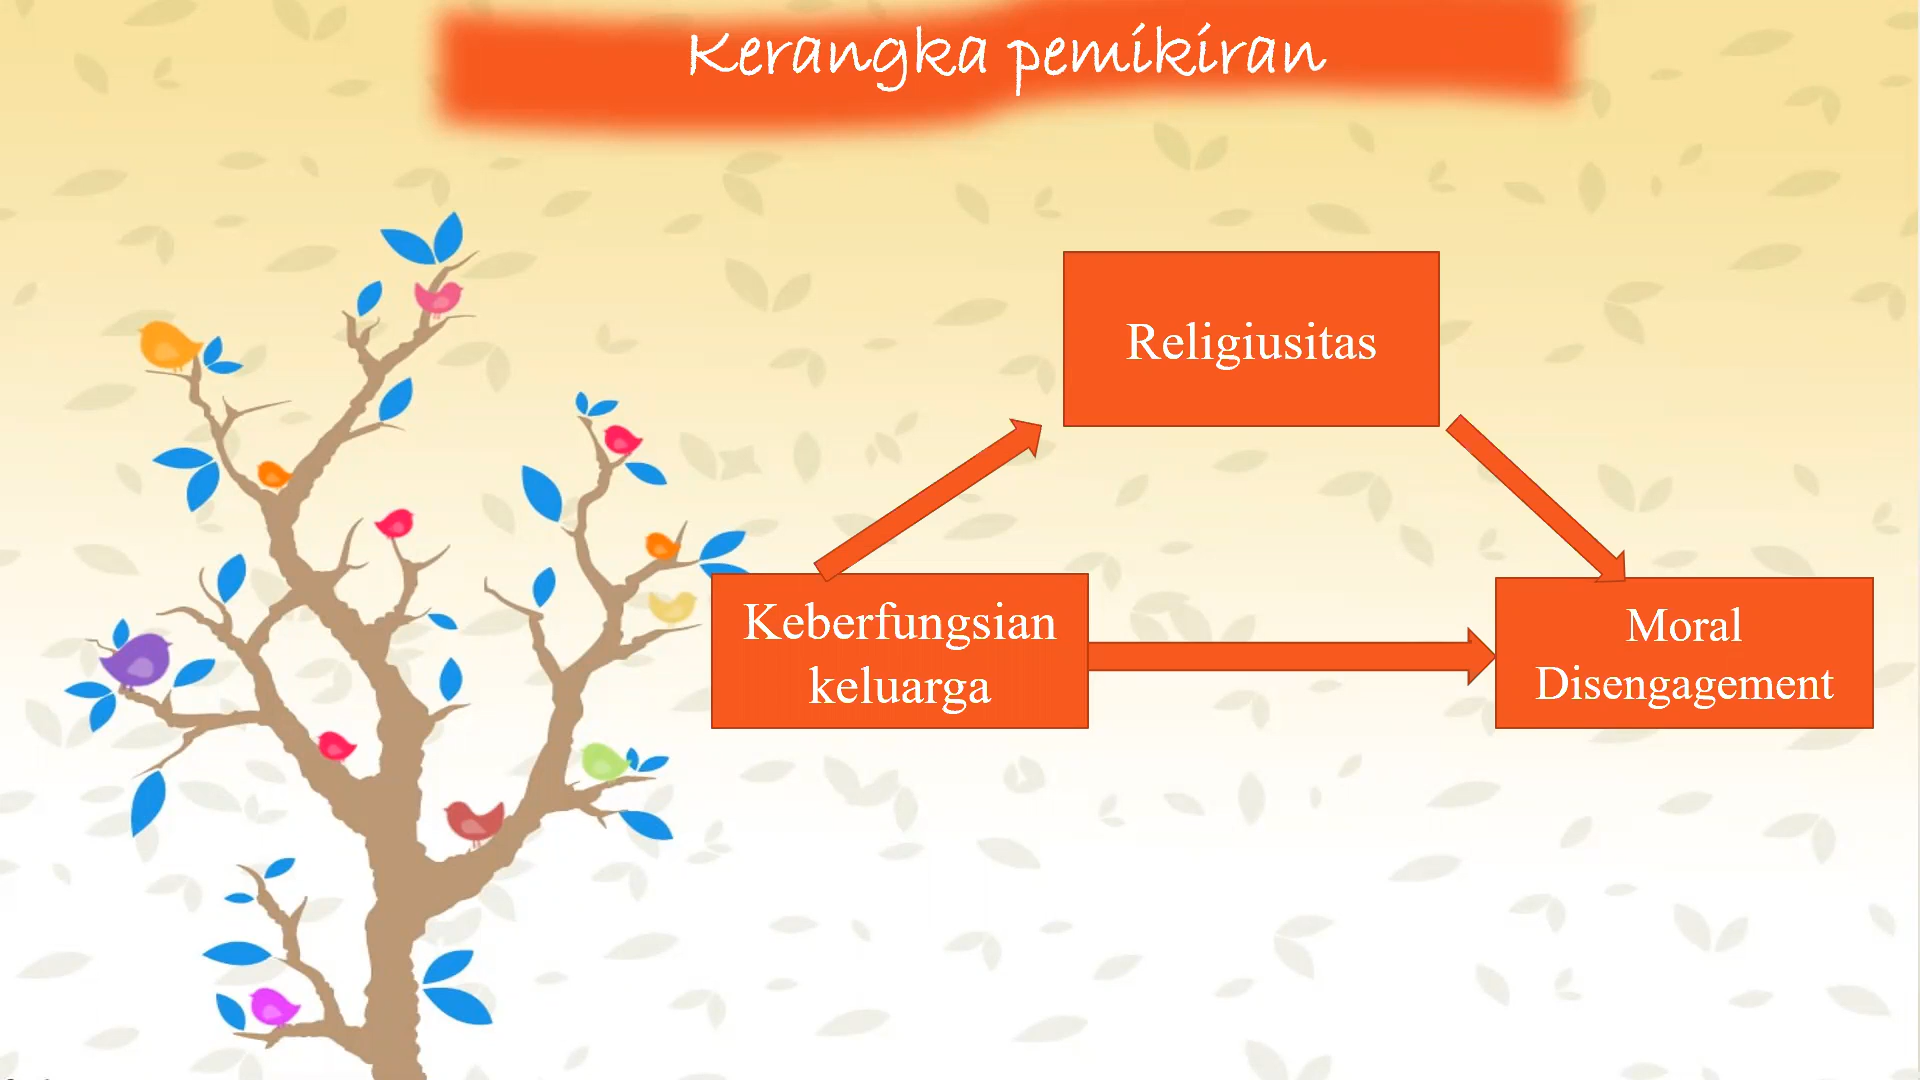 Kerangka pemikiran
Religiusitas
Keberfungsian
keluarga
Moral
Disengagement